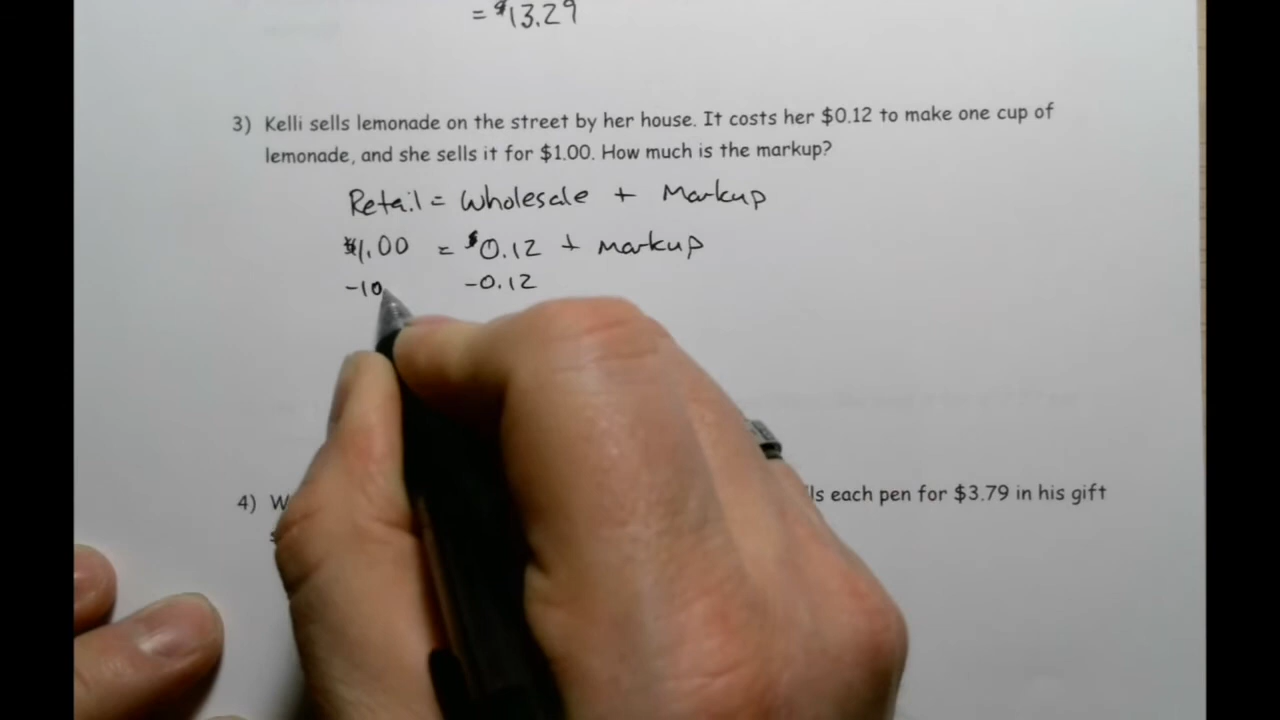 = $13.29
3) Kelli sells lemonade on the street by her house. It costs her $0.12 to make one cup of
lemonade, and she sells it for $1.00. How much is the markup?
Retail = Wholesale + Markup
$1.00 = $0.12 + markup
-10 -0.12
4) W
each pen for $3.79 in his gift